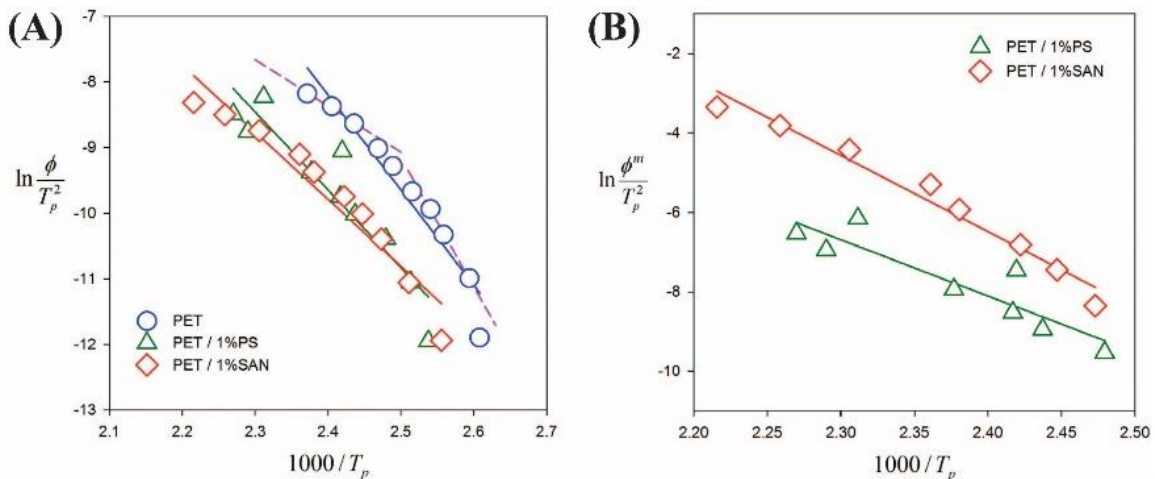 (A)
-7
-8
-9
-10
-11
-12
-13
ln ϕ/T_p^2
PET
PET / 1%PS
PET / 1%SAN
2.1 2.2 2.3 2.4 2.5 2.6 2.7
1000 / T_p
(B)
-2
-4
-6
-8
-10
ln ϕ^m/T_p^2
PET / 1%PS
PET / 1%SAN
2.20 2.25 2.30 2.35 2.40 2.45 2.50
1000 / T_p